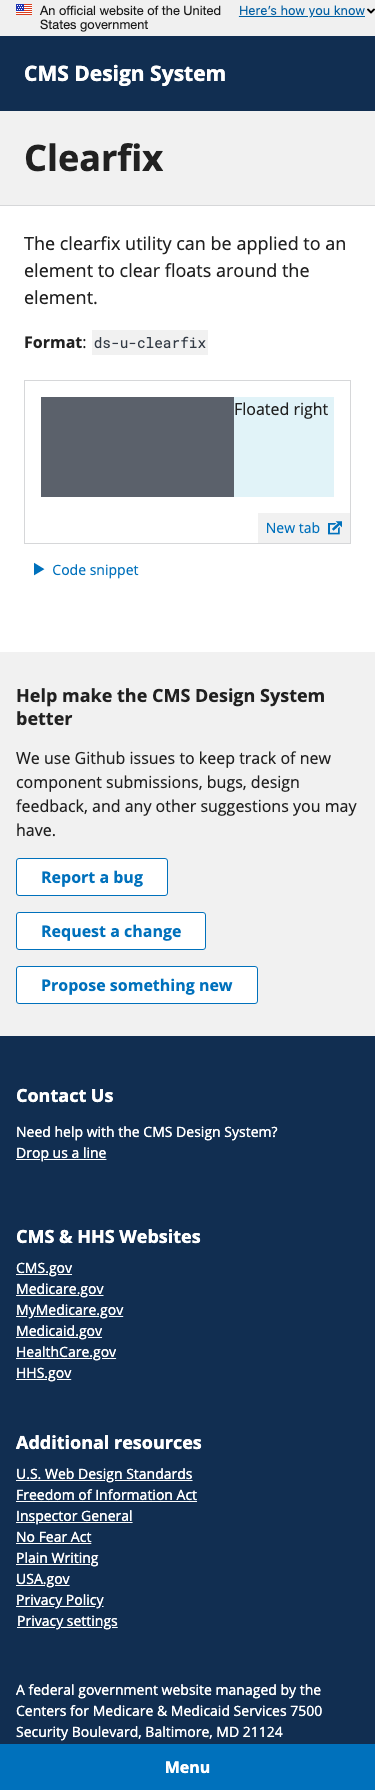 An official website of the United States government
Here's how you know
CMS Design System
Clearfix
The clearfix utility can be applied to an
element to clear floats around the
element.
Format: ds-u-clearfix
Floated right
New tab
Code snippet
Help make the CMS Design System
better
We use Github issues to keep track of new
component submissions, bugs, design
feedback, and any other suggestions you may
have.
Report a bug
Request a change
Propose something new
Contact Us
Need help with the CMS Design System?
Drop us a line
CMS & HHS Websites
CMS.gov
Medicare.gov
MyMedicare.gov
Medicaid.gov
HealthCare.gov
HHS.gov
Additional resources
U.S. Web Design Standards
Freedom of Information Act
Inspector General
No Fear Act
Plain Writing
USA.gov
Privacy Policy
Privacy settings
A federal government website managed by the
Centers for Medicare & Medicaid Services 7500
Security Boulevard, Baltimore, MD 21124
Menu